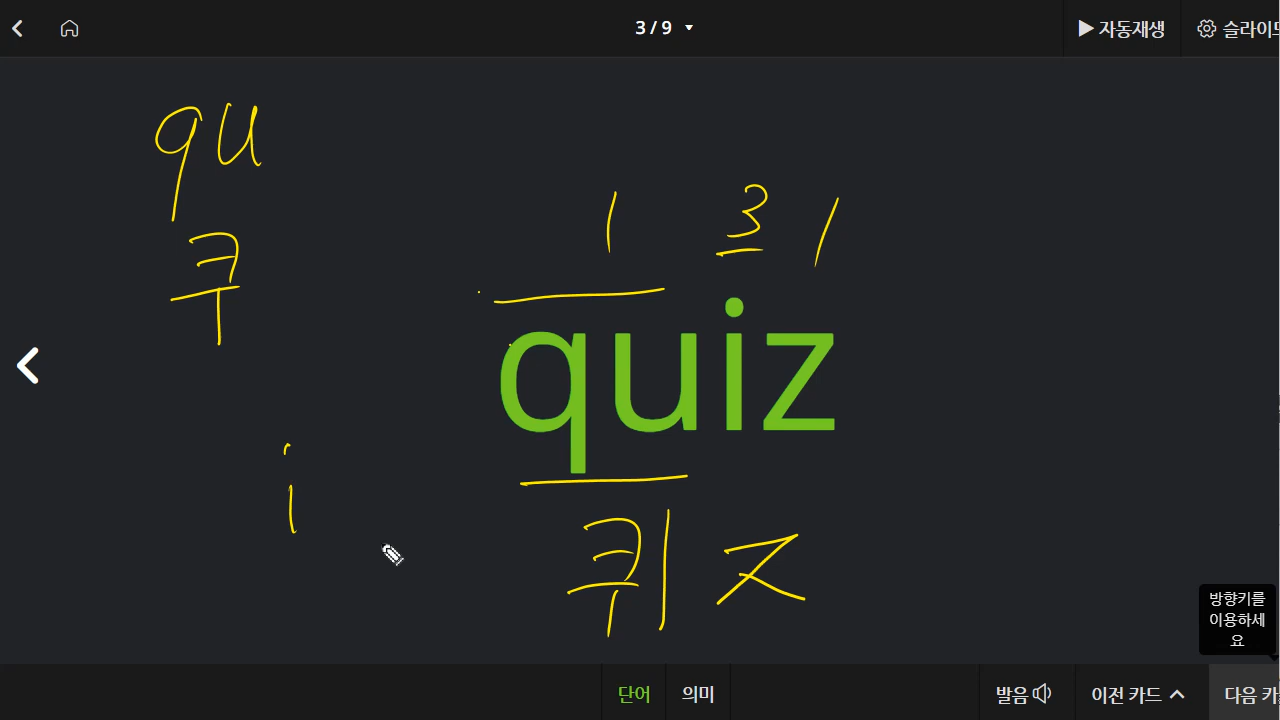 3 / 9
▶ 자동재생
슬라이드
qu
쿠
1 3 1
quiz
퀴ㅈ
i
방향키를
이용하세
요
단어
의미
발음
이전 카드
다음 카